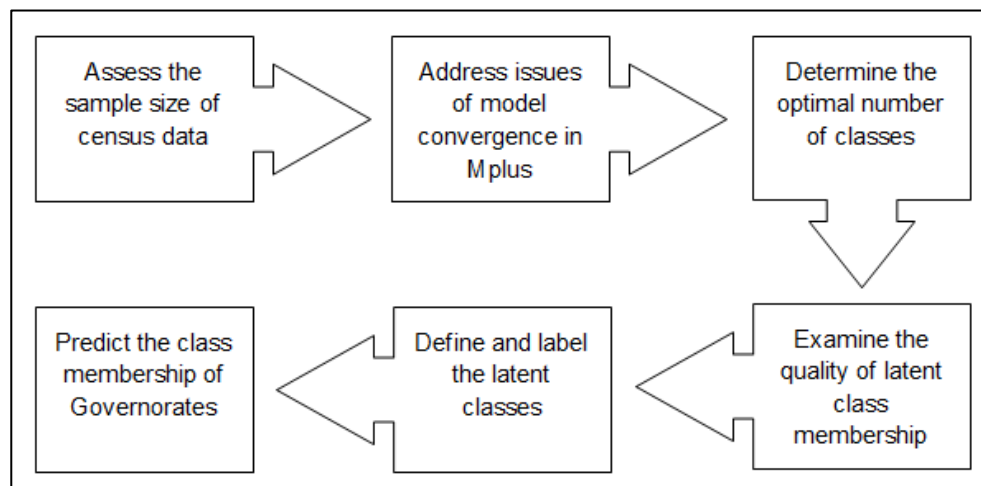 Assess the
sample size of
census data
Address issues
of model
convergence in
Mplus
Determine the
optimal number
of classes
Examine the
quality of latent
class
membership
Define and label
the latent
classes
Predict the class
membership of
Governorates